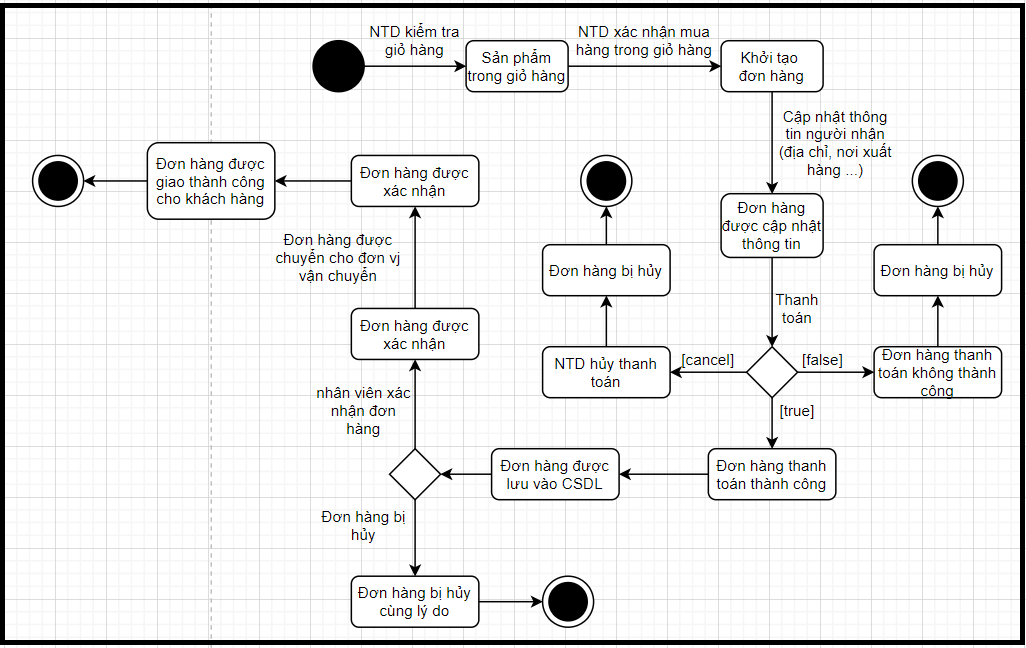 NTD kiểm tra
giỏ hàng
Sản phẩm
trong giỏ hàng
NTD xác nhận mua
hàng trong giỏ hàng
Khởi tạo
đơn hàng
Cập nhật thông
tin người nhận
(địa chỉ, nơi xuất
hàng ...)
Đơn hàng
được cập nhật
thông tin
Thanh
toán
[cancel]
[false]
[true]
NTD hủy thanh
toán
Đơn hàng bị hủy
Đơn hàng thanh
toán không thành
công
Đơn hàng bị hủy
Đơn hàng thanh
toán thành công
Đơn hàng được
lưu vào CSDL
nhân viên xác
nhận đơn
hàng
Đơn hàng được
xác nhận
Đơn hàng được
chuyển cho đơn vị
vận chuyển
Đơn hàng được
xác nhận
Đơn hàng được
giao thành công
cho khách hàng
Đơn hàng bị
hủy
Đơn hàng bị hủy
cùng lý do